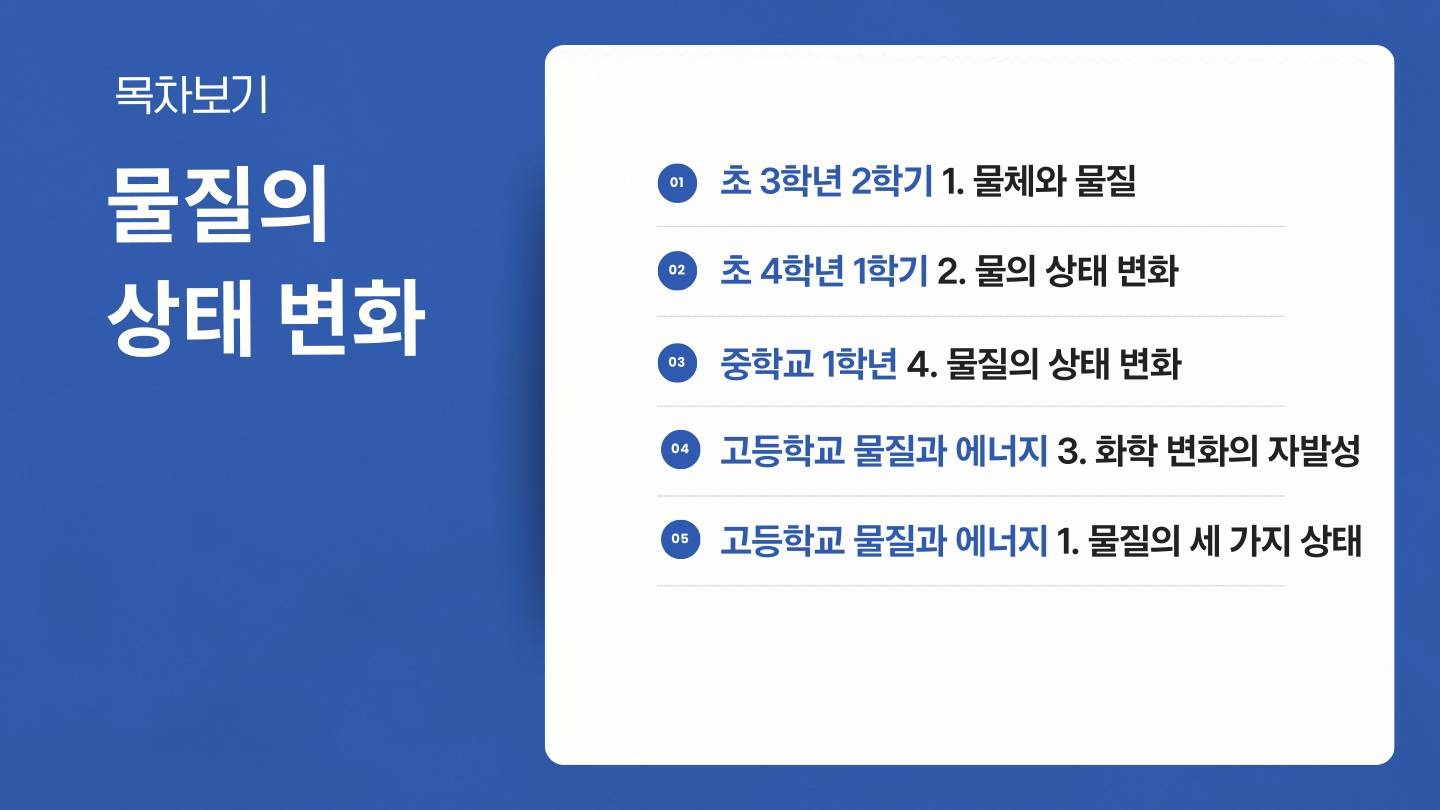 목차보기
물질의
상태 변화
01 초 3학년 2학기 1. 물체와 물질
02 초 4학년 1학기 2. 물의 상태 변화
03 중학교 1학년 4. 물질의 상태 변화
04 고등학교 물질과 에너지 3. 화학 변화의 자발성
05 고등학교 물질과 에너지 1. 물질의 세 가지 상태